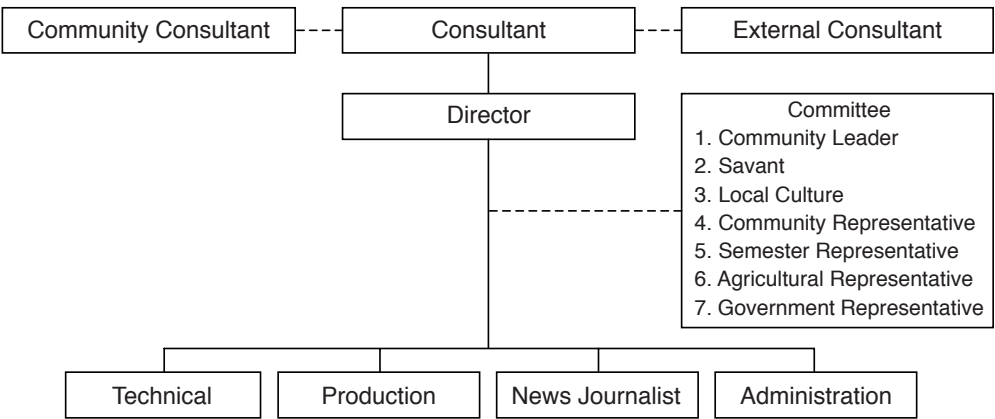 Community Consultant
Consultant
External Consultant
Director
Committee
1. Community Leader
2. Savant
3. Local Culture
4. Community Representative
5. Semester Representative
6. Agricultural Representative
7. Government Representative
Technical
Production
News Journalist
Administration